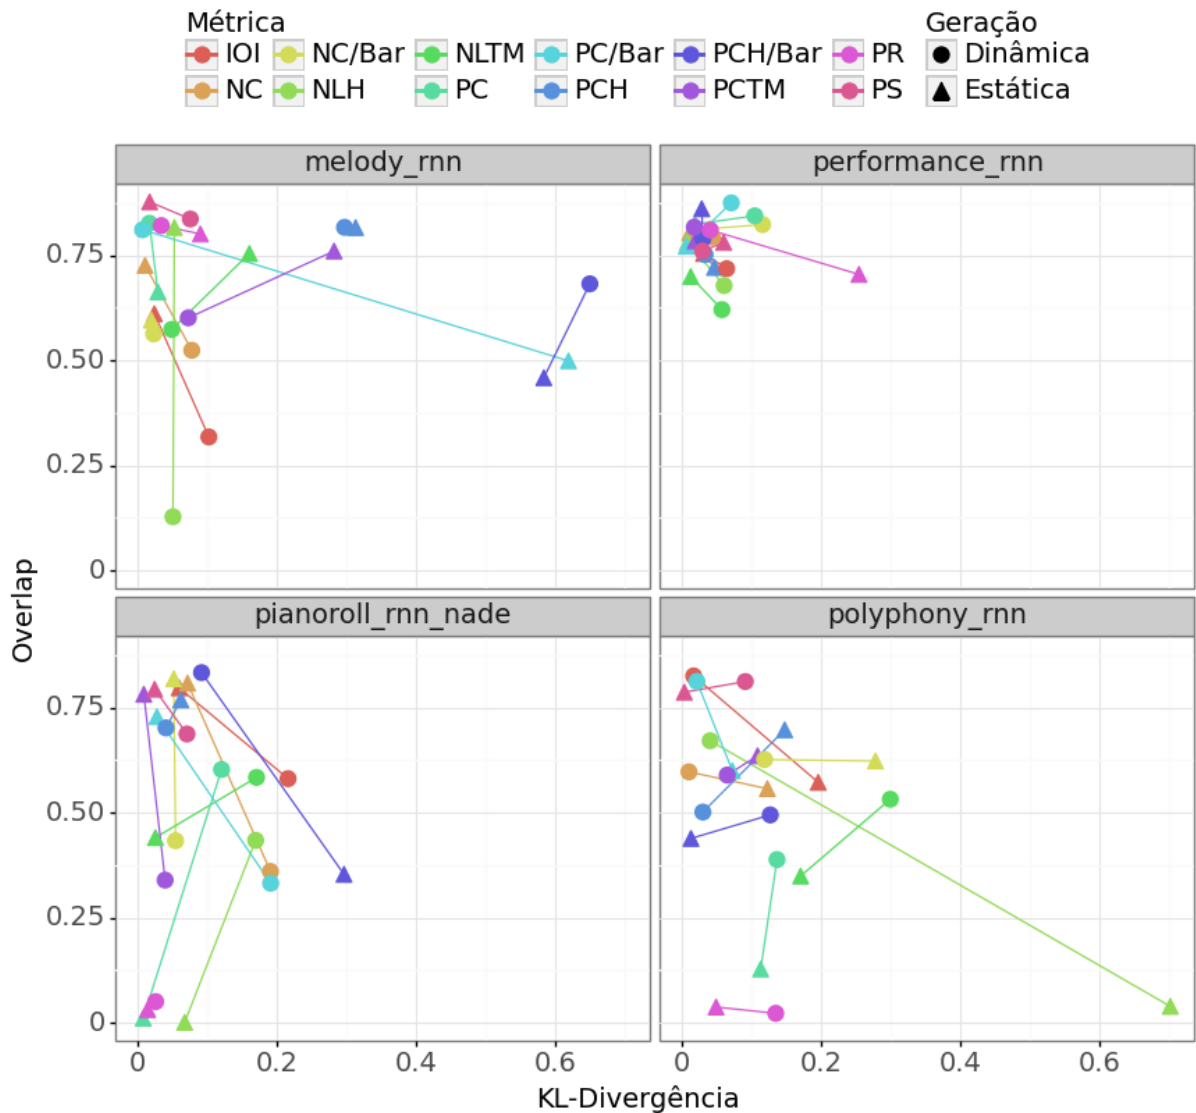 Métrica
Geração
IOI NC/Bar NLTM PC/Bar PCH/Bar PR Dinâmica
NC NLH PC PCH PCTM PS Estática
melody_rnn performance_rnn
0.75
0.50
0.25
0
pianoroll_rnn_nade polyphony_rnn
0.75
0.50
0.25
0
Overlap
0 0.2 0.4 0.6 0 0.2 0.4 0.6
KL-Divergência